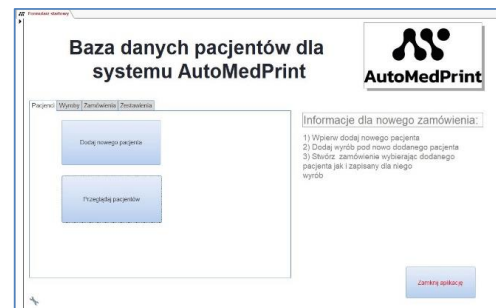 Formularz startowy
Baza danych pacjentów dla
systemu AutoMedPrint
AutoMedPrint
Pacjenci Wyroby Zamówienia Zestawienia
Dodaj nowego pacjenta
Przeglądaj pacjentów
Informacje dla nowego zamówienia:
1) Wpierw dodaj nowego pacjenta
2) Dodaj wyrób pod nowo dodanego pacjenta
3) Stwórz zamówienie wybierając dodanego
pacjenta jak i zapisany dla niego
wyrób
Zamknij aplikację